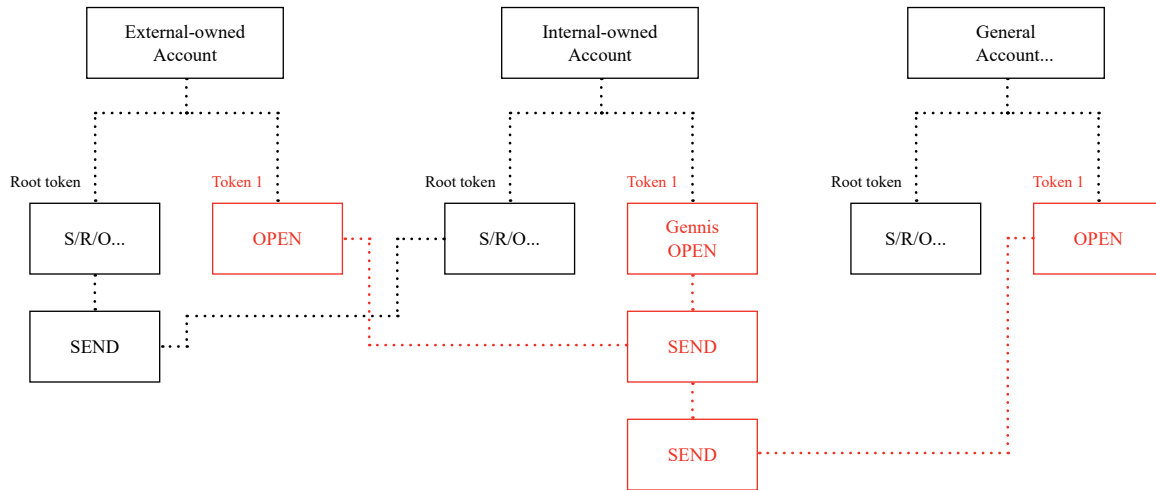 External-owned
Account
Internal-owned
Account
General
Account...
Root token
Token 1
Root token
Token 1
Root token
Token 1
S/R/O...
OPEN
S/R/O...
Gennis
OPEN
S/R/O...
OPEN
SEND
SEND
SEND